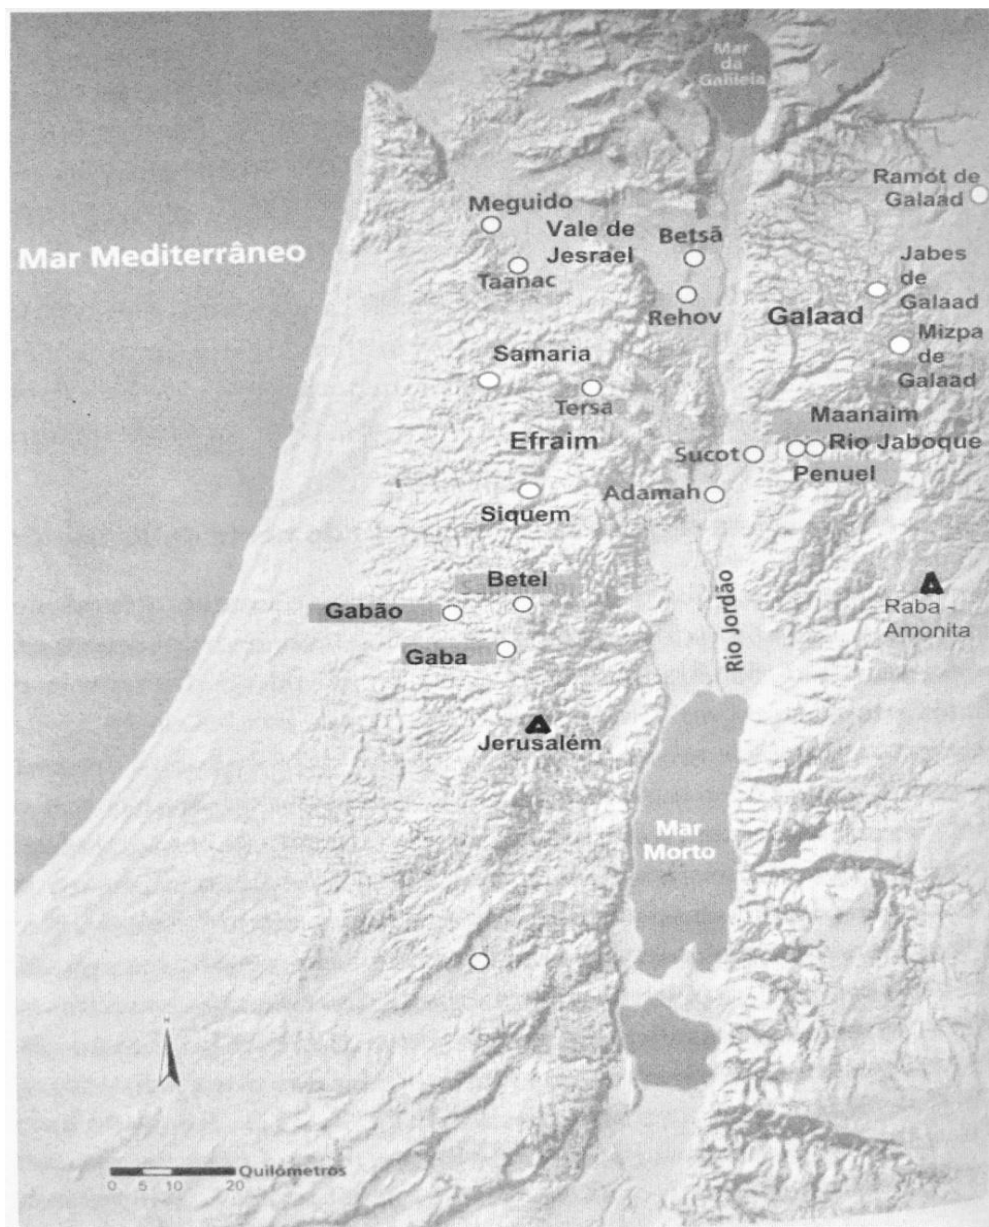 Mar
da
Galileia
Ramot de
Galaad
Meguido
Vale de
Jesrael
Betsã
Mar Mediterrâneo
Taanac
Jabes
de
Galaad
Rehov
Galaad
Mizpa
de
Galaad
Samaria
Tersa
Maanaim
Efraim
Rio Jaboque
Sucot
Penuel
Adamah
Siquem
Rio Jordão
Betel
Raba -
Amonita
Gabão
Gaba
Jerusalém
Mar
Morto
N
Quilómetros
0 5 10 20